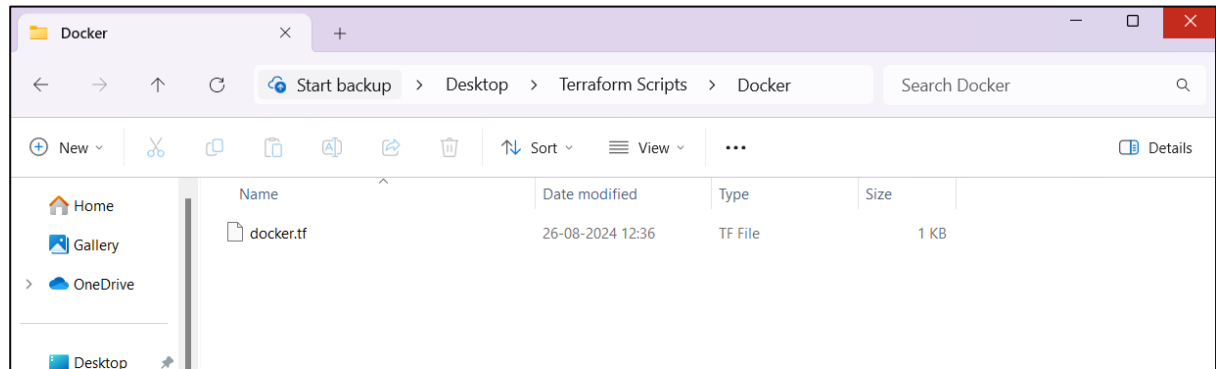 Docker
Start backup > Desktop > Terraform Scripts > Docker
Search Docker
New
Sort
View
Details
Name Date modified Type Size
docker.tf 26-08-2024 12:36 TF File 1 KB
Home
Gallery
OneDrive
Desktop